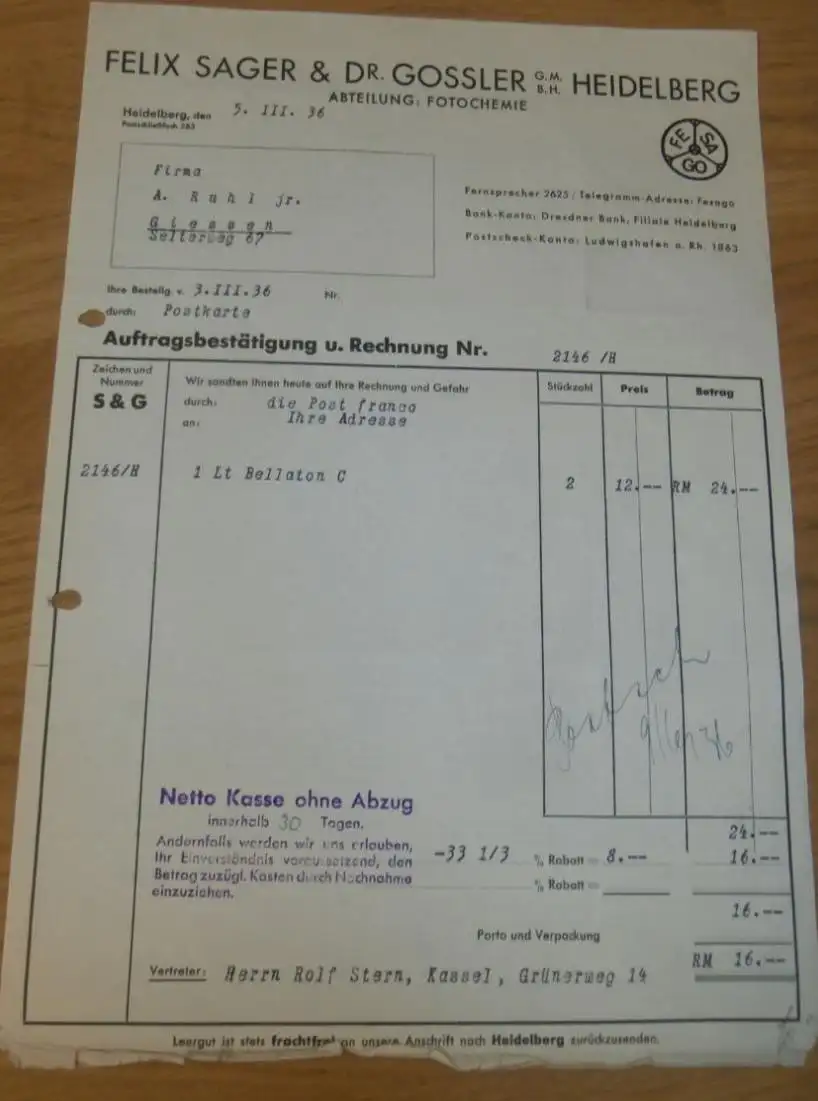 FELIX SAGER & DR. GOSSLER G.M.B.H. HEIDELBERG
ABTEILUNG: FOTOCHEMIE
Heidelberg, den 5. III. 36
Postschließfach 283
FE SA GO
Firma
A. Ruhl jr.
Giessen
Selterweg 67
Fernsprecher 2625 / Telegramm-Adresse: Fersgo
Bank-Konto: Dresdner Bank, Filiale Heidelberg
Postscheck-Konto: Ludwigshafen a. Rh. 1863
Ihre Bestellg. v. 3.III.36 Nr.
durch: Postkarte
Auftragsbestätigung u. Rechnung Nr. 2146 /H
Zeichen und Nummer
S & G
Wir sandten Ihnen heute auf Ihre Rechnung und Gefahr
durch: die Post franco
an: Ihre Adresse
Stückzahl Preis Betrag
2146/H 1 Lt Bellaton C 2 12.-- RM 24.--
Netto Kasse ohne Abzug
innerhalb 30 Tagen.
Andernfalls werden wir uns erlauben,
Ihr Einverständnis voraussetzend, den
Betrag zuzügl. Kosten durch Nachnahme
einzuziehen.
24.--
-33 1/3 % Rabatt = 8.-- 16.--
% Rabatt =
16.--
Porto und Verpackung
RM 16.--
Vertreter: Herrn Rolf Stern, Kassel, Grünerweg 14
Leergut ist stets frachtfrei an unsere Anschrift nach Heidelberg zurückzusenden.